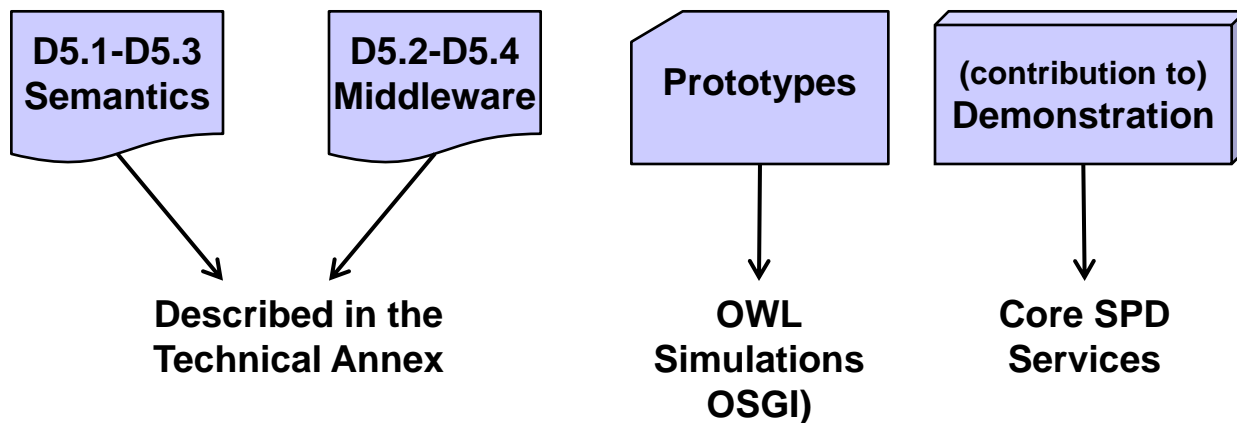 D5.1-D5.3
Semantics
D5.2-D5.4
Middleware
Prototypes
(contribution to)
Demonstration
Described in the
Technical Annex
OWL
Simulations
OSGI)
Core SPD
Services